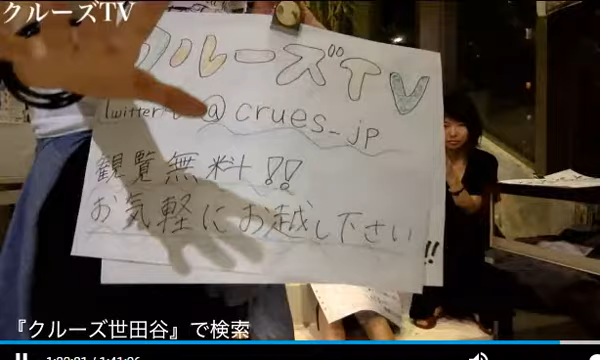 クルーズTV
クルーズTV
twitter @crues_jp
観覧無料!!
お気軽にお越し下さい
!!
『クルーズ世田谷』で検索